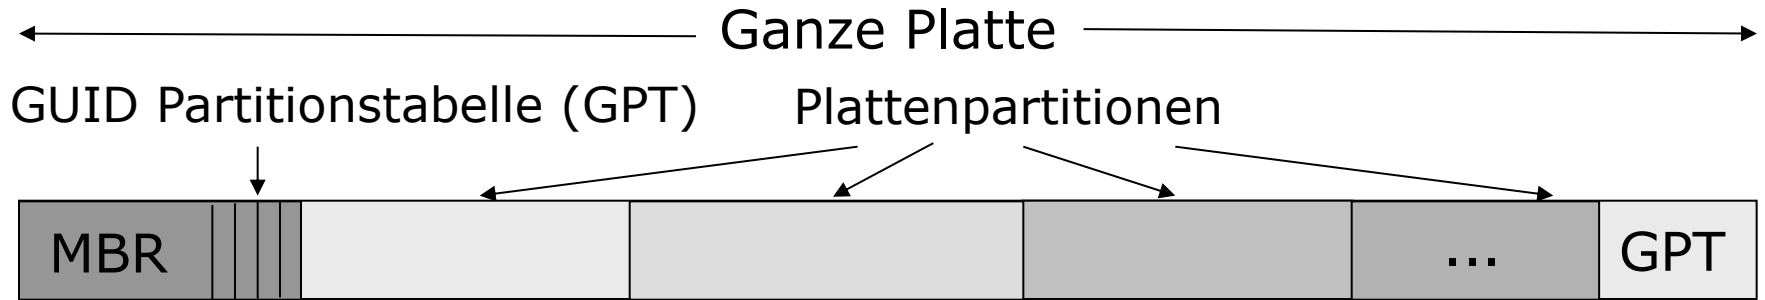 Ganze Platte
GUID Partitionstabelle (GPT)
Plattenpartitionen
MBR
...
GPT